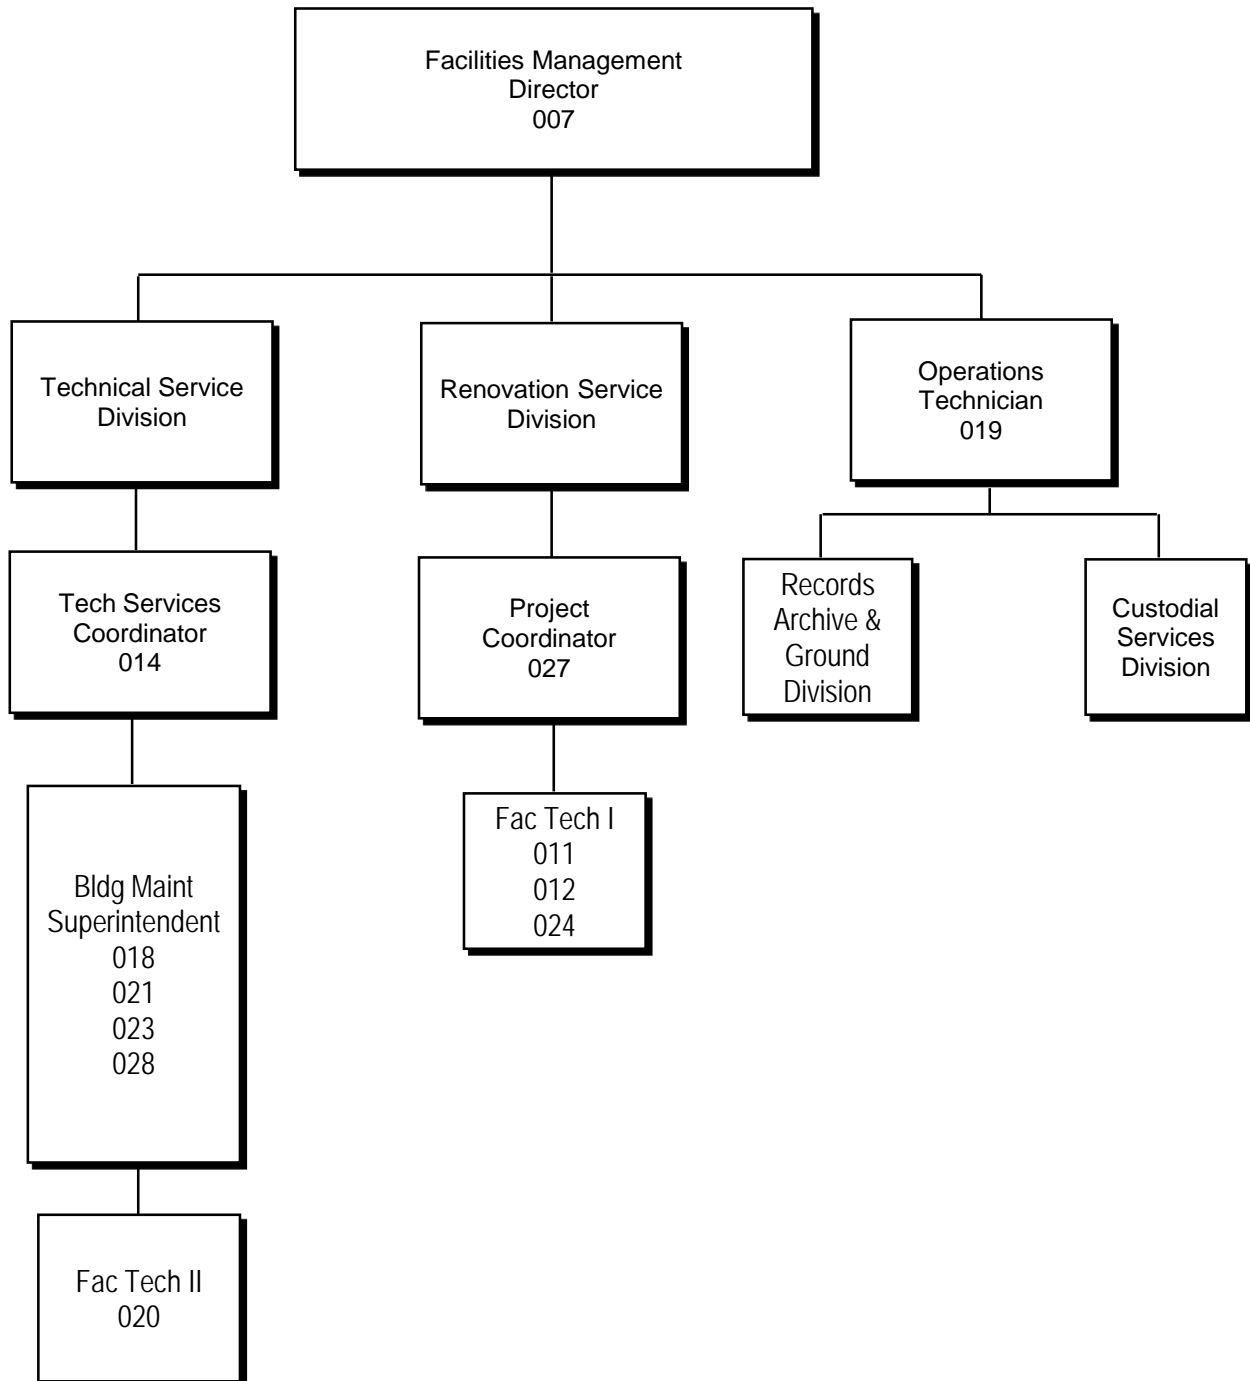 Facilities Management
Director
007
Technical Service
Division
Renovation Service
Division
Operations
Technician
019
Tech Services
Coordinator
014
Project
Coordinator
027
Records
Archive &
Ground
Division
Custodial
Services
Division
Bldg Maint
Superintendent
018
021
023
028
Fac Tech I
011
012
024
Fac Tech II
020